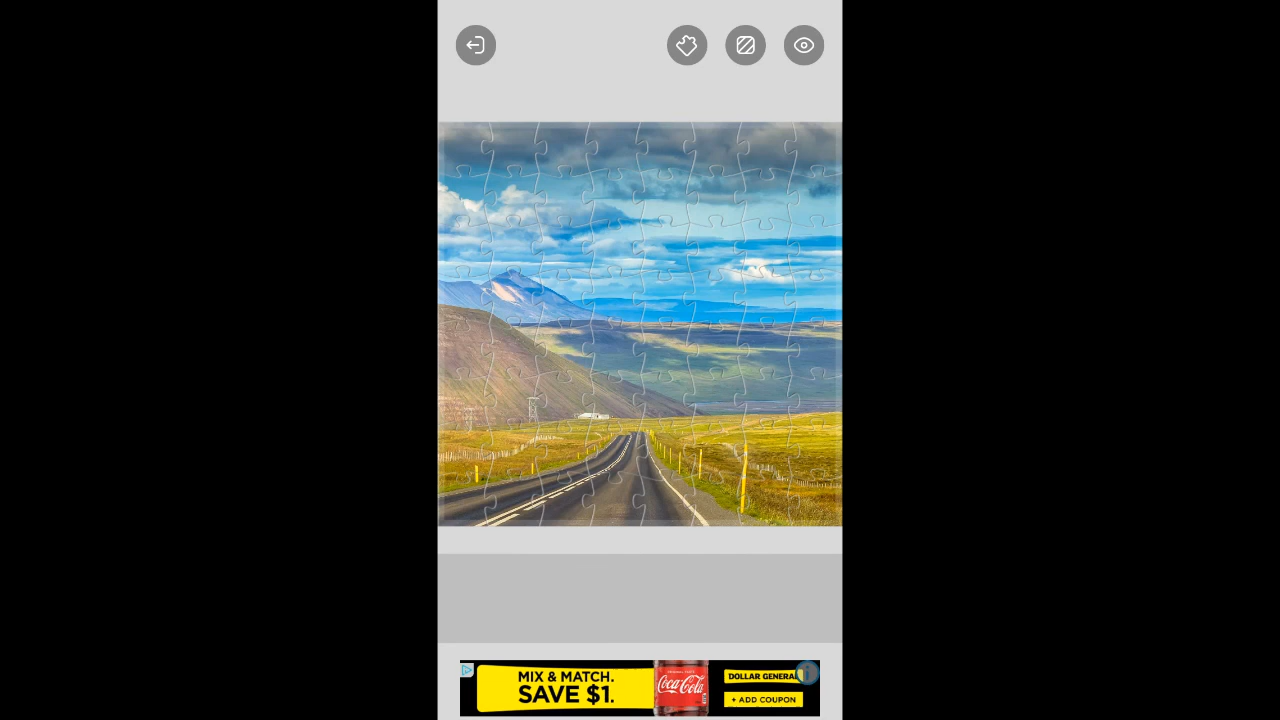 MIX & MATCH.
SAVE $1.
Coca-Cola
DOLLAR GENERAL
+ ADD COUPON